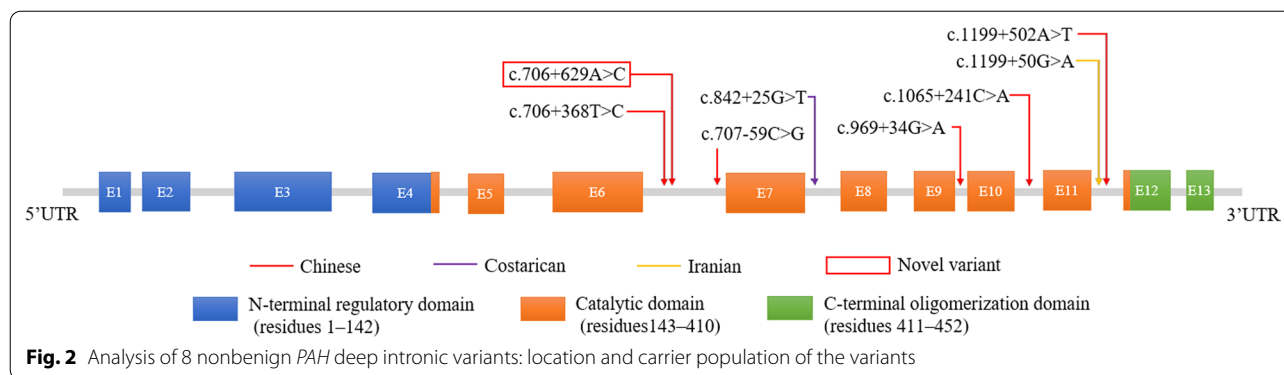 c.1199+502A>T
c.1199+50G>A
c.706+629A>C
c.842+25G>T
c.1065+241C>A
c.706+368T>C
c.707-59C>G
c.969+34G>A
E1 E2 E3 E4 E5 E6 E7 E8 E9 E10 E11 E12 E13
5’UTR 3’UTR
Chinese Costarican Iranian Novel variant
N-terminal regulatory domain Catalytic domain C-terminal oligomerization domain
(residues 1–142) (residues143–410) (residues 411–452)
Fig. 2 Analysis of 8 nonbenign PAH deep intronic variants: location and carrier population of the variants